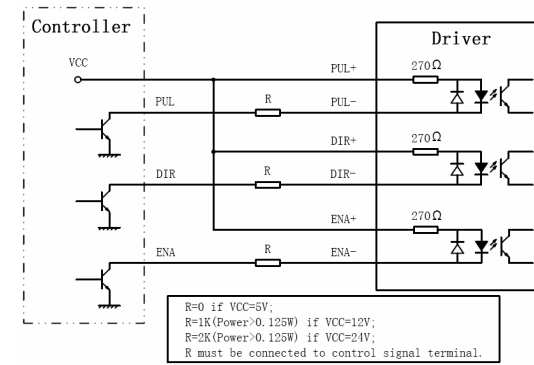 Controller
Driver
VCC
PUL+
270Ω
PUL
R
PUL-
DIR+
270Ω
DIR
R
DIR-
ENA+
270Ω
ENA
R
ENA-
R=0 if VCC=5V;
R=1K(Power>0.125W) if VCC=12V;
R=2K(Power>0.125W) if VCC=24V;
R must be connected to control signal terminal.